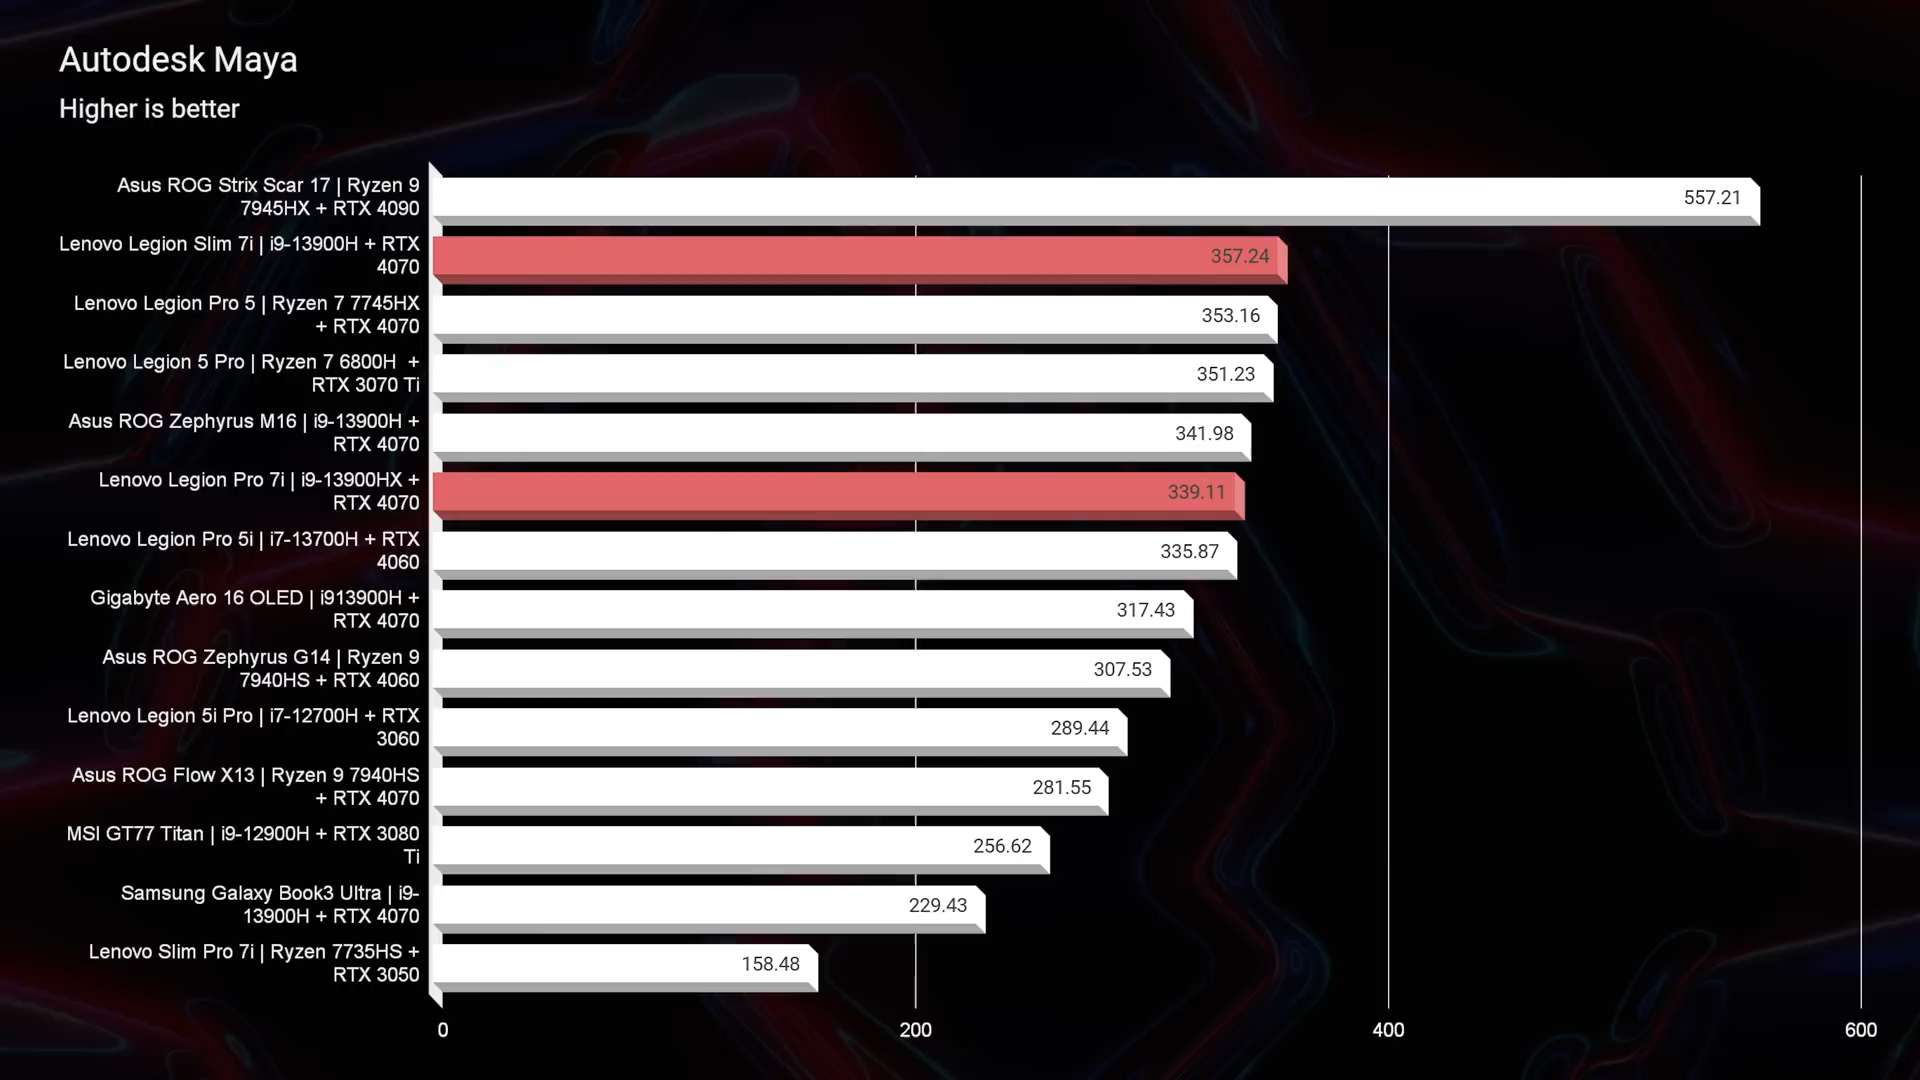 Autodesk Maya
Higher is better
Asus ROG Strix Scar 17 | Ryzen 9
7945HX + RTX 4090
557.21
Lenovo Legion Slim 7i | i9-13900H + RTX
4070
357.24
Lenovo Legion Pro 5 | Ryzen 7 7745HX
+ RTX 4070
353.16
Lenovo Legion 5 Pro | Ryzen 7 6800H +
RTX 3070 Ti
351.23
Asus ROG Zephyrus M16 | i9-13900H +
RTX 4070
341.98
Lenovo Legion Pro 7i | i9-13900HX +
RTX 4070
339.11
Lenovo Legion Pro 5i | i7-13700H + RTX
4060
335.87
Gigabyte Aero 16 OLED | i913900H +
RTX 4070
317.43
Asus ROG Zephyrus G14 | Ryzen 9
7940HS + RTX 4060
307.53
Lenovo Legion 5i Pro | i7-12700H + RTX
3060
289.44
Asus ROG Flow X13 | Ryzen 9 7940HS
+ RTX 4070
281.55
MSI GT77 Titan | i9-12900H + RTX 3080
Ti
256.62
Samsung Galaxy Book3 Ultra | i9-
13900H + RTX 4070
229.43
Lenovo Slim Pro 7i | Ryzen 7735HS +
RTX 3050
158.48
0
200
400
600